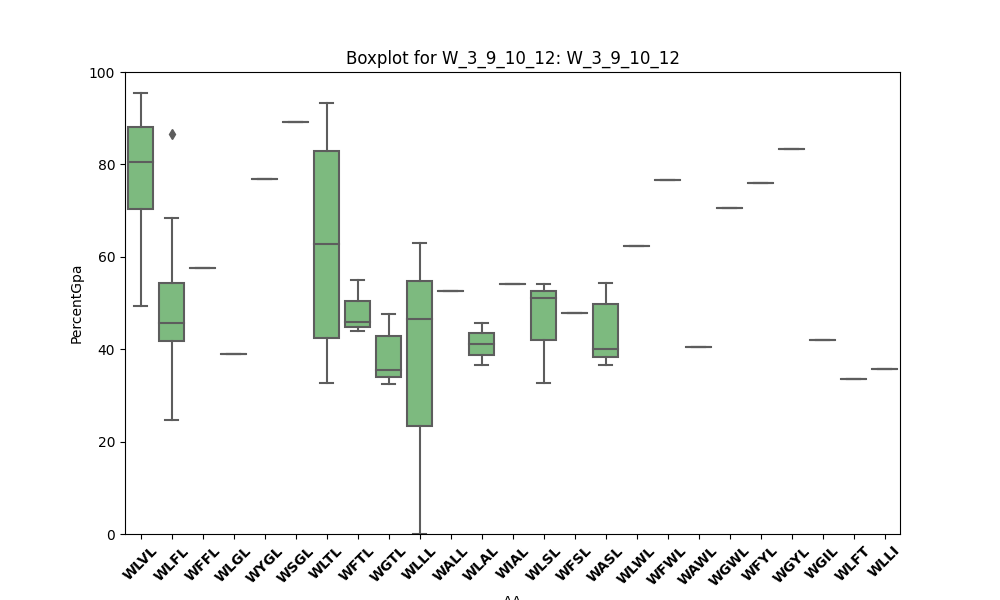 Boxplot for W_3_9_10_12: W_3_9_10_12
PercentGpa
100
80
60
40
20
0
WLVL
WLFL
WFFL
WLGL
WYGL
WSGL
WLTL
WFTL
WGTL
WLLL
WALL
WLAL
WIAL
WLSL
WFSL
WASL
WLWL
WFWL
WAWL
WGWL
WFYL
WGYL
WGIL
WLFT
WLLI